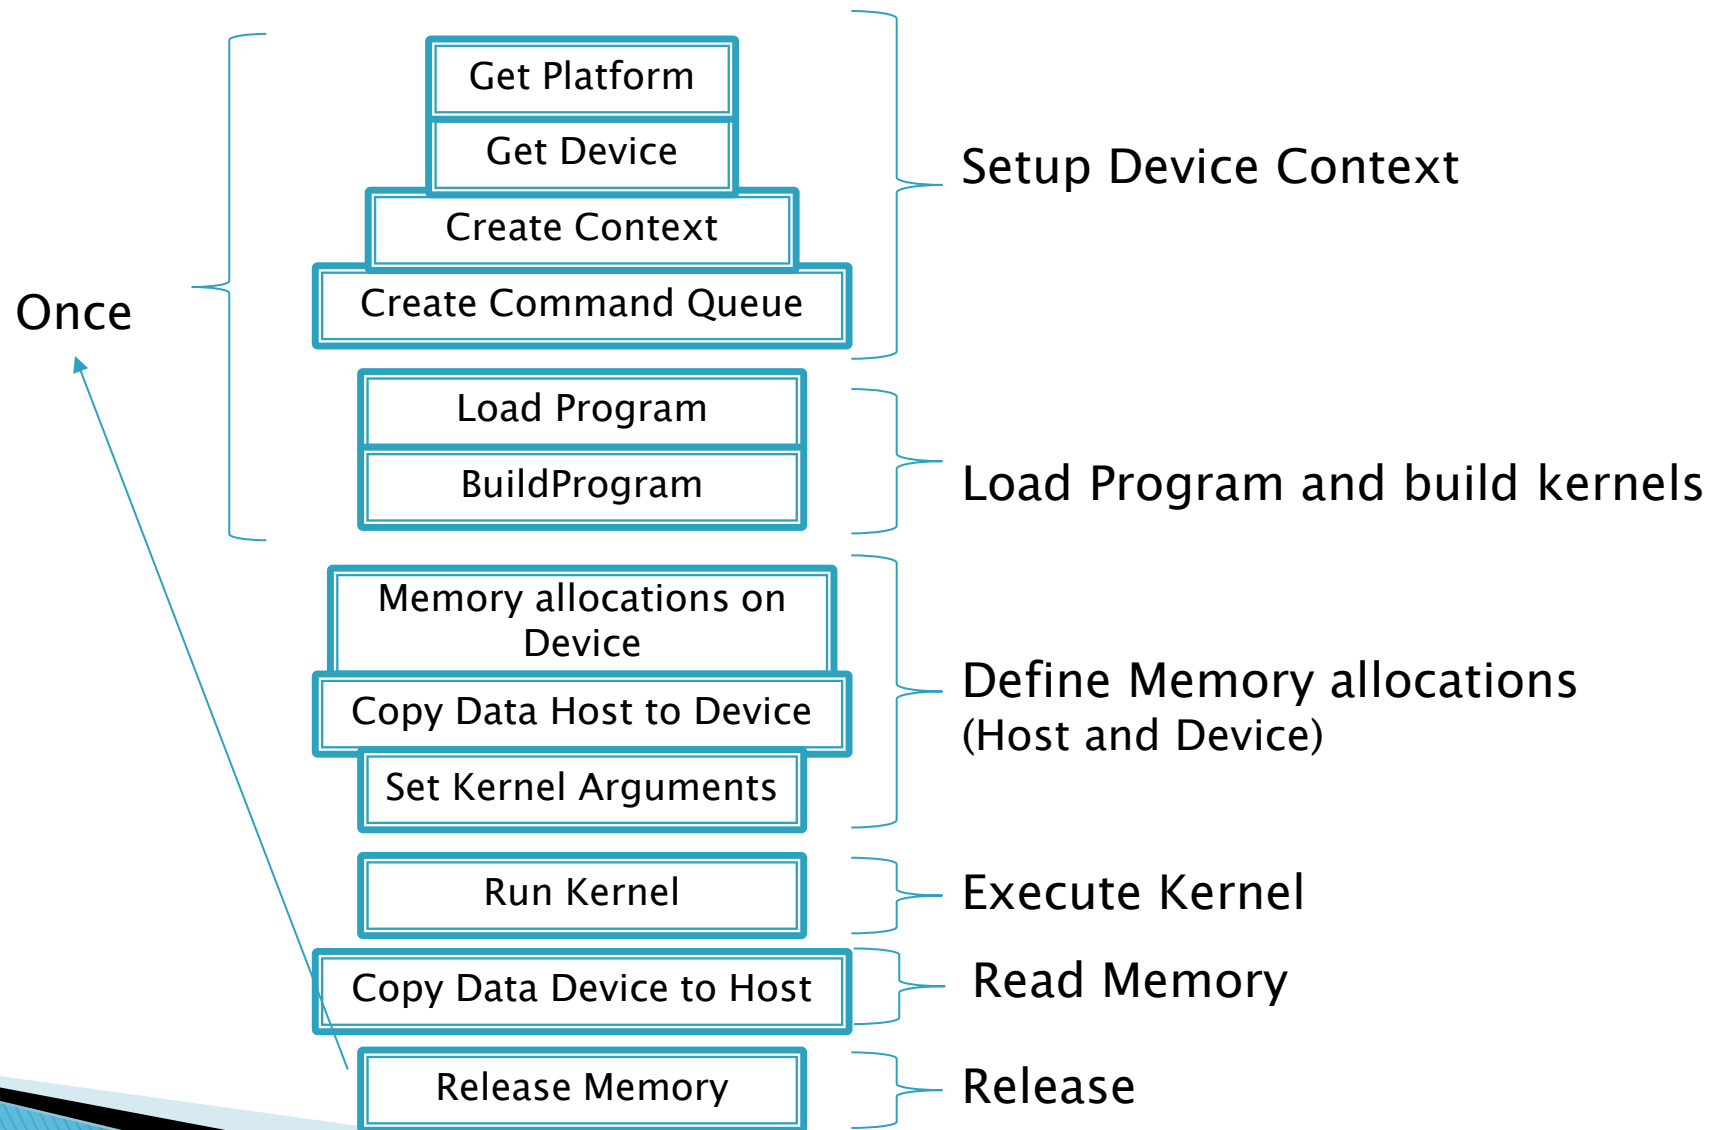 Get Platform
Get Device
Create Context
Create Command Queue
Setup Device Context
Once
Load Program
BuildProgram
Load Program and build kernels
Memory allocations on
Device
Copy Data Host to Device
Set Kernel Arguments
Define Memory allocations
(Host and Device)
Run Kernel
Execute Kernel
Copy Data Device to Host
Read Memory
Release Memory
Release